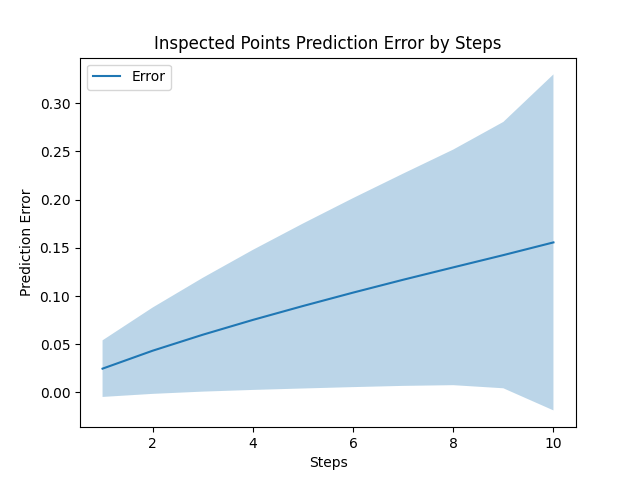 Inspected Points Prediction Error by Steps
Error
Prediction Error
0.30
0.25
0.20
0.15
0.10
0.05
0.00
2 4 6 8 10
Steps